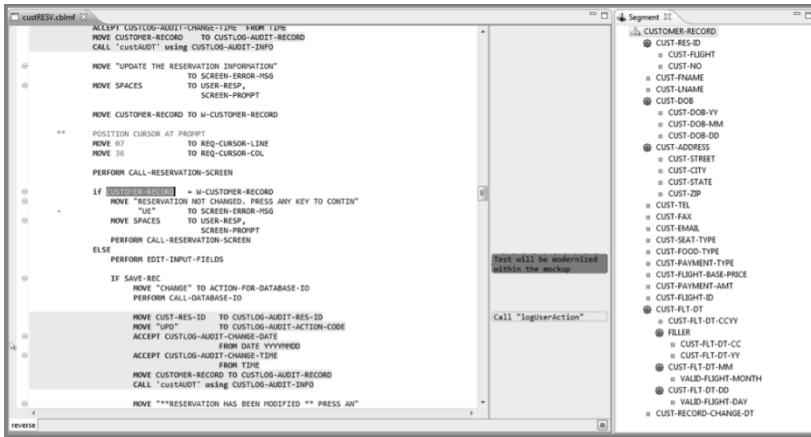 custRESV.cblmf
ACCEPT CUSTLOG-AUDIT-CHANGE-TIME FROM TIME
MOVE CUSTOMER-RECORD TO CUSTLOG-AUDIT-RECORD
CALL 'custAUDT' using CUSTLOG-AUDIT-INFO
MOVE "UPDATE THE RESERVATION INFORMATION"
TO SCREEN-ERROR-MSG
MOVE SPACES TO USER-RESP,
SCREEN-PROMPT
MOVE CUSTOMER-RECORD TO W-CUSTOMER-RECORD
** POSITION CURSOR AT PROMPT
MOVE 07 TO REQ-CURSOR-LINE
MOVE 36 TO REQ-CURSOR-COL
PERFORM CALL-RESERVATION-SCREEN
if CUSTOMER-RECORD = W-CUSTOMER-RECORD
MOVE "RESERVATION NOT CHANGED. PRESS ANY KEY TO CONTIN"
- "UE" TO SCREEN-ERROR-MSG
MOVE SPACES TO USER-RESP,
SCREEN-PROMPT
PERFORM CALL-RESERVATION-SCREEN
ELSE
PERFORM EDIT-INPUT-FIELDS
IF SAVE-REC
MOVE "CHANGE" TO ACTION-FOR-DATABASE-IO
PERFORM CALL-DATABASE-IO
MOVE CUST-RES-ID TO CUSTLOG-AUDIT-RES-ID
MOVE "UPD" TO CUSTLOG-AUDIT-ACTION-CODE
ACCEPT CUSTLOG-AUDIT-CHANGE-DATE
FROM DATE YYYYMMDD
ACCEPT CUSTLOG-AUDIT-CHANGE-TIME
FROM TIME
MOVE CUSTOMER-RECORD TO CUSTLOG-AUDIT-RECORD
CALL 'custAUDT' using CUSTLOG-AUDIT-INFO
MOVE "**RESERVATION HAS BEEN MODIFIED ** PRESS AN"
reverse
Test will be modernized
within the mockup
Call "logUserAction"
Segment
CUSTOMER-RECORD
CUST-RES-ID
CUST-FLIGHT
CUST-NO
CUST-FNAME
CUST-LNAME
CUST-DOB
CUST-DOB-YY
CUST-DOB-MM
CUST-DOB-DD
CUST-ADDRESS
CUST-STREET
CUST-CITY
CUST-STATE
CUST-ZIP
CUST-TEL
CUST-FAX
CUST-EMAIL
CUST-SEAT-TYPE
CUST-FOOD-TYPE
CUST-PAYMENT-TYPE
CUST-FLIGHT-BASE-PRICE
CUST-PAYMENT-AMT
CUST-FLIGHT-ID
CUST-FLT-DT
CUST-FLT-DT-CCYY
FILLER
CUST-FLT-DT-CC
CUST-FLT-DT-YY
CUST-FLT-DT-MM
VALID-FLIGHT-MONTH
CUST-FLT-DT-DD
VALID-FLIGHT-DAY
CUST-RECORD-CHANGE-DT